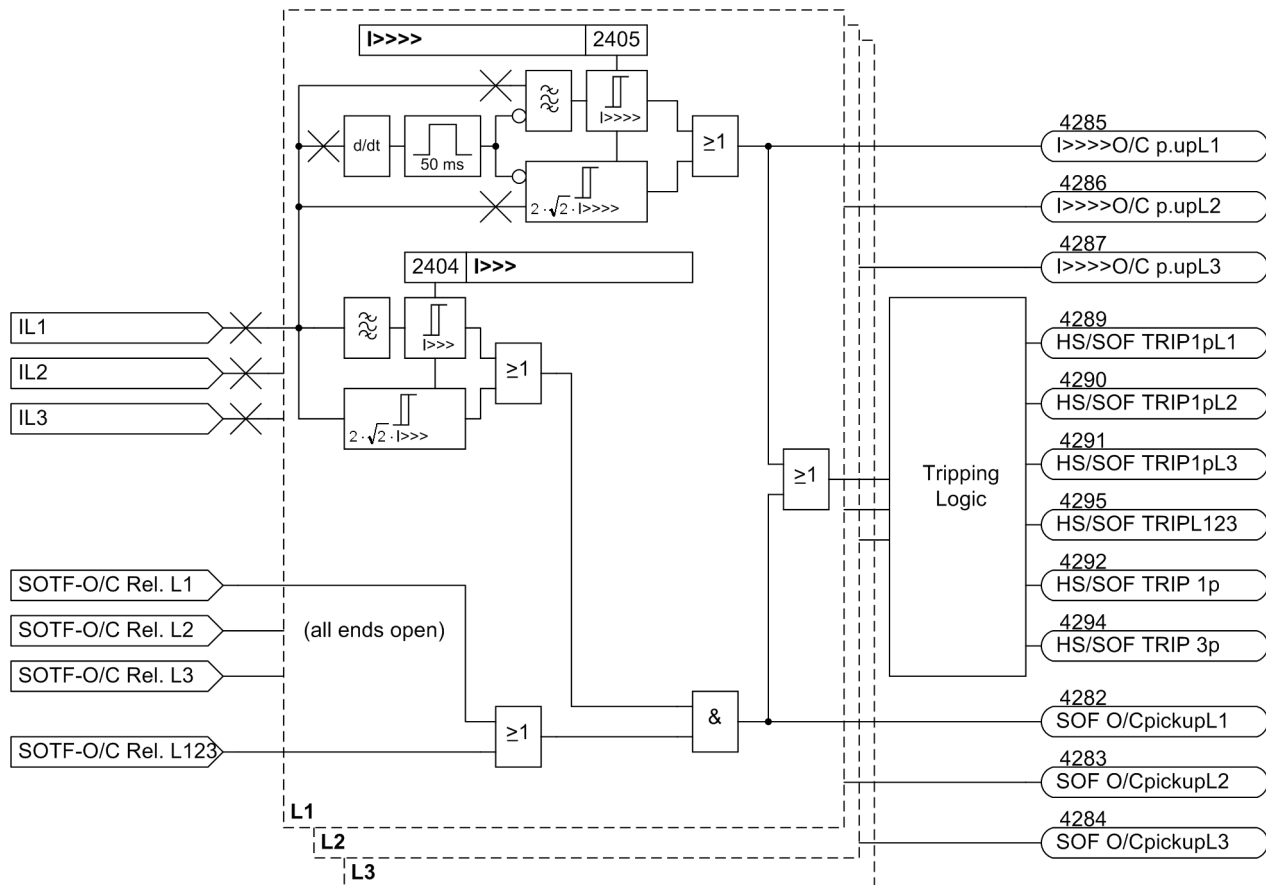 I>>>> 2405
I>>>>
d/dt
50 ms
≥1
2·√2·I>>>>
2404 I>>>
IL1
IL2
IL3
I>>>
≥1
2·√2·I>>>
≥1
Tripping
Logic
SOTF-O/C Rel. L1
SOTF-O/C Rel. L2
SOTF-O/C Rel. L3
SOTF-O/C Rel. L123
(all ends open)
≥1
&
L1
L2
L3
4285
I>>>>O/C p.upL1
4286
I>>>>O/C p.upL2
4287
I>>>>O/C p.upL3
4289
HS/SOF TRIP1pL1
4290
HS/SOF TRIP1pL2
4291
HS/SOF TRIP1pL3
4295
HS/SOF TRIPL123
4292
HS/SOF TRIP 1p
4294
HS/SOF TRIP 3p
4282
SOF O/CpickupL1
4283
SOF O/CpickupL2
4284
SOF O/CpickupL3